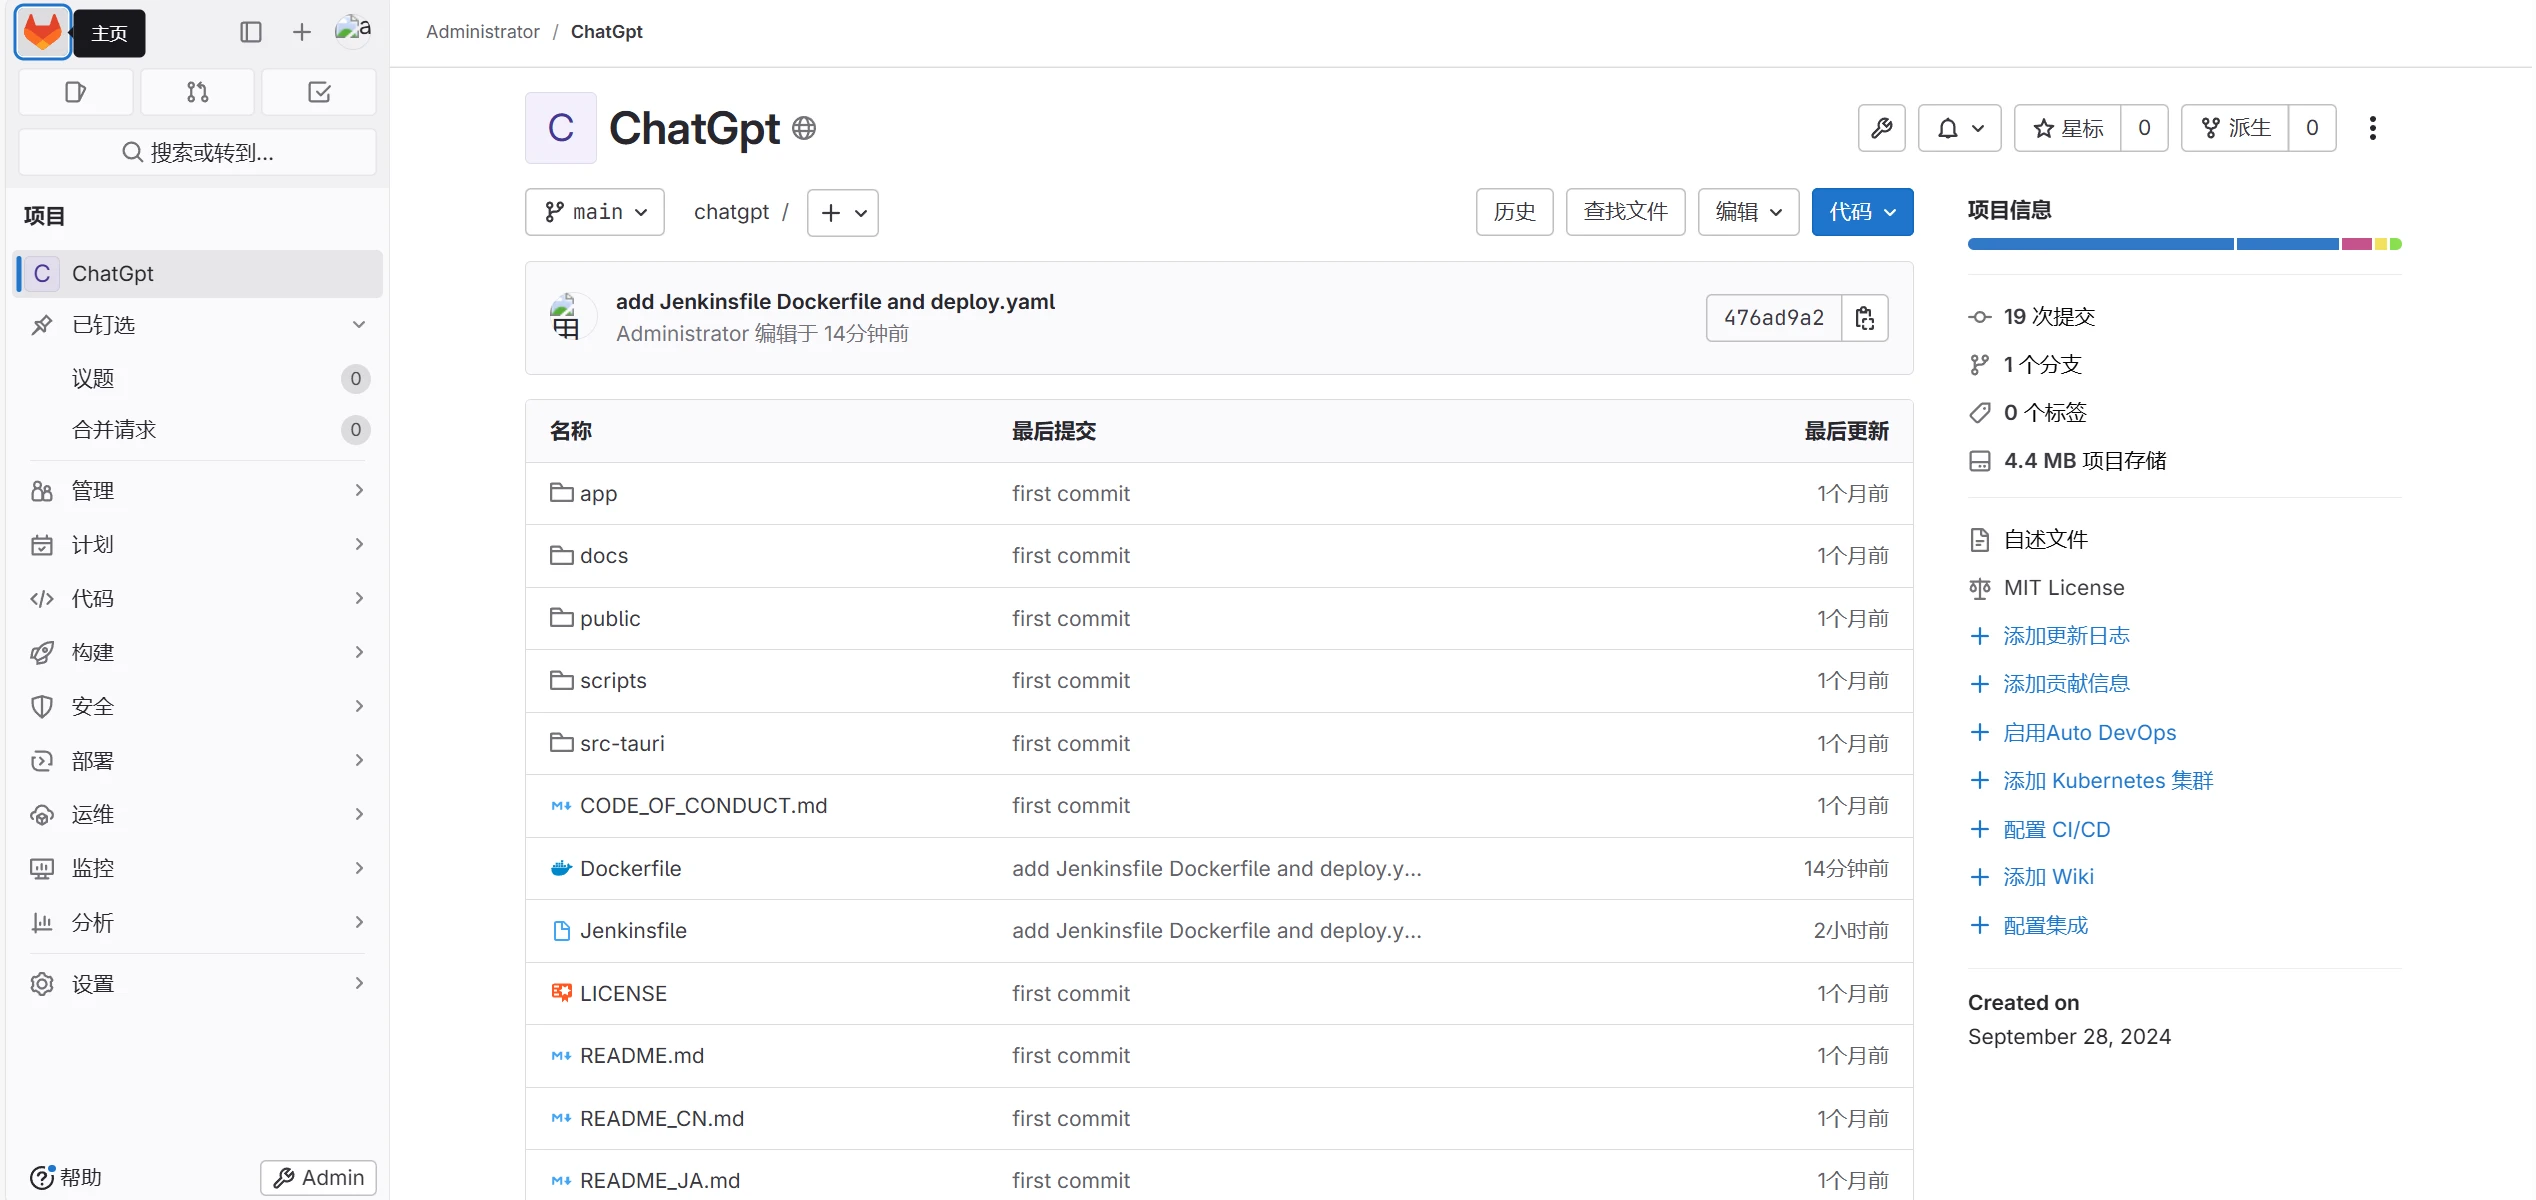 主页
a
搜索或转到...
项目
C ChatGpt
已钉选
议题 0
合并请求 0
管理
计划
代码
构建
安全
部署
运维
监控
分析
设置
帮助
Admin
Administrator / ChatGpt
C ChatGpt
星标 0
派生 0
main
chatgpt /
历史
查找文件
编辑
代码
add Jenkinsfile Dockerfile and deploy.yaml
Administrator 编辑于 14分钟前
476ad9a2
名称 最后提交 最后更新
app first commit 1个月前
docs first commit 1个月前
public first commit 1个月前
scripts first commit 1个月前
src-tauri first commit 1个月前
CODE_OF_CONDUCT.md first commit 1个月前
Dockerfile add Jenkinsfile Dockerfile and deploy.y... 14分钟前
Jenkinsfile add Jenkinsfile Dockerfile and deploy.y... 2小时前
LICENSE first commit 1个月前
README.md first commit 1个月前
README_CN.md first commit 1个月前
README_JA.md first commit 1个月前
项目信息
19 次提交
1 个分支
0 个标签
4.4 MB 项目存储
自述文件
MIT License
添加更新日志
添加贡献信息
启用Auto DevOps
添加 Kubernetes 集群
配置 CI/CD
添加 Wiki
配置集成
Created on
September 28, 2024